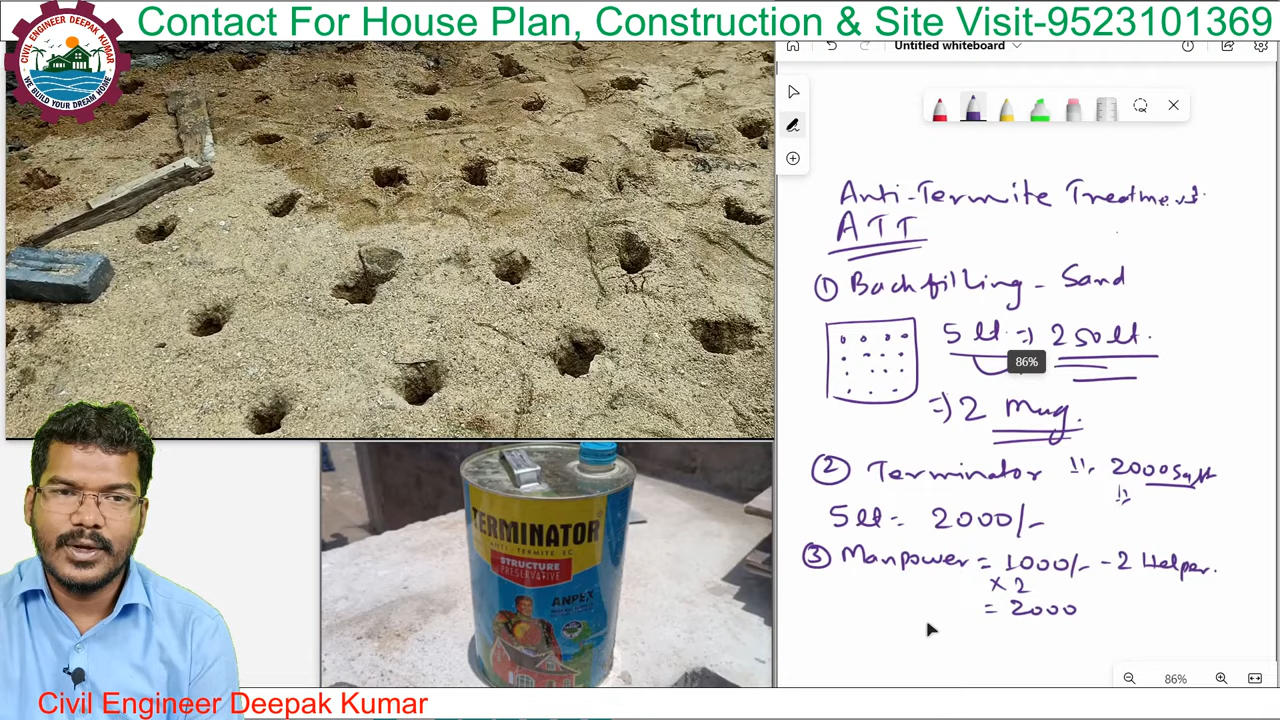 Contact For House Plan, Construction & Site Visit-9523101369
CIVIL ENGINEER DEEPAK KUMAR
WE BUILD YOUR DREAM HOME
Untitled whiteboard
Anti-Termite Treatment
ATT
① Backfilling - Sand
5 lt. => 250 lt.
86%
=> 2 Mug.
② Terminator 2000 Sqft
5 lt = 2000/-
③ Manpower = 1000/- - 2 Helper.
x 2
= 2000
TERMINATOR
ANTI-TERMITE EC
STRUCTURE
PRESERVATIVE
ANPEX
86%
Civil Engineer Deepak Kumar